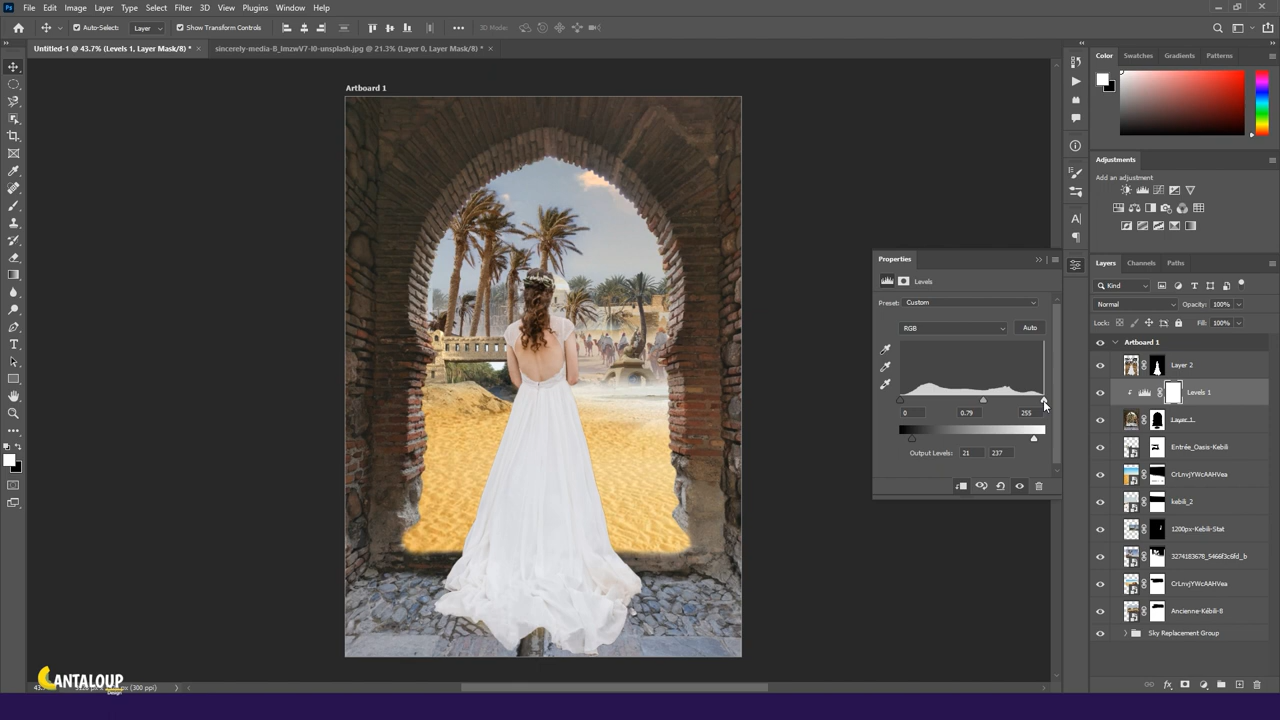 Ps File Edit Image Layer Type Select Filter 3D View Plugins Window Help
Auto-Select: Layer Show Transform Controls 3D Mode:
Untitled-1 @ 43.7% (Levels 1, Layer Mask/8) * × sincerely-media-B_lmzwV7-I0-unsplash.jpg @ 21.3% (Layer 0, Layer Mask/8) * ×
Artboard 1
Color Swatches Gradients Patterns
Adjustments
Add an adjustment
Properties
Levels
Preset: Custom
RGB Auto
0 0.79 255
Output Levels: 21 237
Layers Channels Paths
Kind
Normal Opacity: 100%
Lock: Fill: 100%
Artboard 1
Layer 2
Levels 1
Layer 1
Entrée_Oasis-Kebili
CrLnvjYWcAAHVea
kebili_2
1200px-Kebili-Stat
3274183678_5466f3c6fd_b
CrLnvjYWcAAHVea
Ancienne-Kébili-8
Sky Replacement Group
CANTALOUP
Design
(300 ppi)